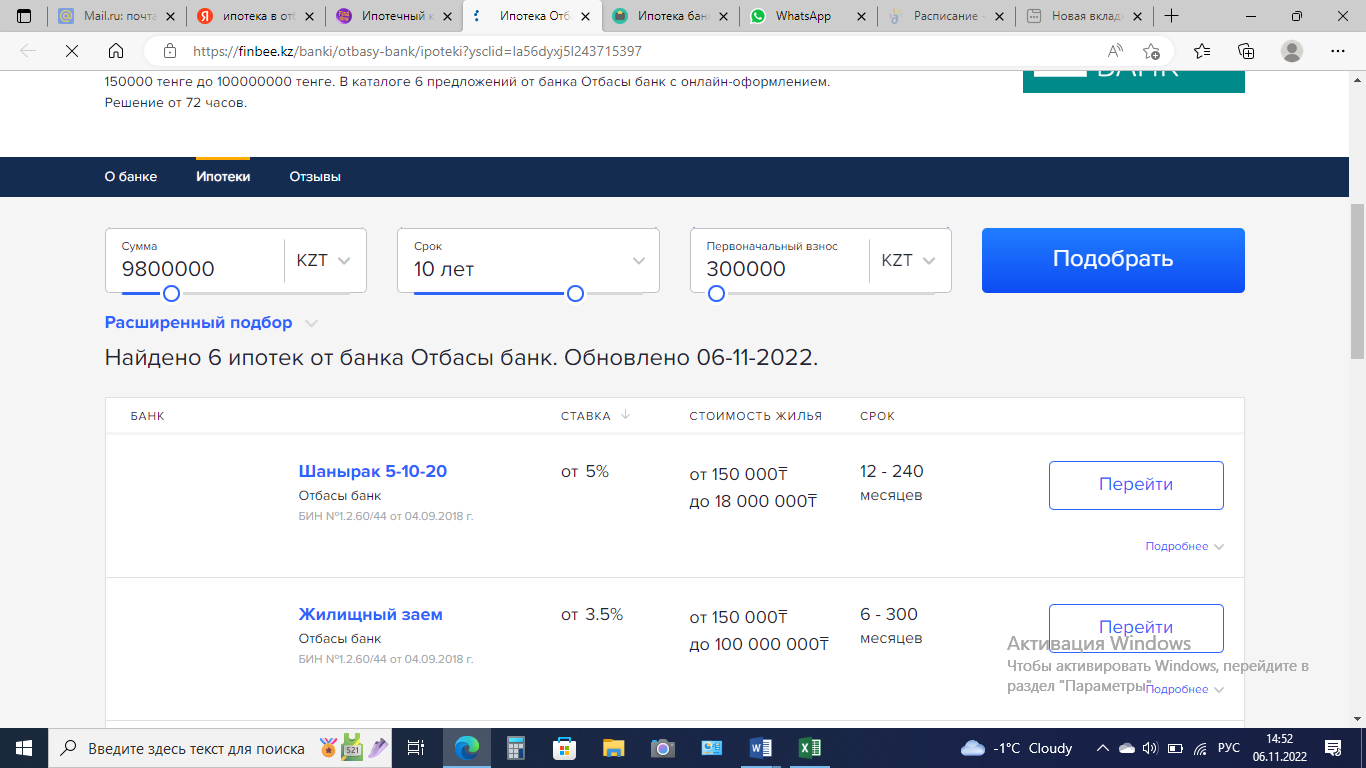 Mail.ru: почта
ипотека в отб
Ипотечный к
Ипотека Отб
Ипотека бан
WhatsApp
Расписание -
Новая вклад
https://finbee.kz/banki/otbasy-bank/ipoteki?ysclid=la56dyxj5l243715397
150000 тенге до 100000000 тенге. В каталоге 6 предложений от банка Отбасы банк с онлайн-оформлением.
Решение от 72 часов.
О банке Ипотеки Отзывы
Сумма
9800000 KZT
Срок
10 лет
Первоначальный взнос
300000 KZT
Подобрать
Расширенный подбор
Найдено 6 ипотек от банка Отбасы банк. Обновлено 06-11-2022.
БАНК СТАВКА СТОИМОСТЬ ЖИЛЬЯ СРОК
Шанырак 5-10-20
Отбасы банк
БИН №1.2.60/44 от 04.09.2018 г.
от 5%
от 150 000₸
до 18 000 000₸
12 - 240
месяцев
Перейти
Подробнее
Жилищный заем
Отбасы банк
БИН №1.2.60/44 от 04.09.2018 г.
от 3.5%
от 150 000₸
до 100 000 000₸
6 - 300
месяцев
Перейти
Подробнее
Активация Windows
Чтобы активировать Windows, перейдите в
раздел "Параметры".
Введите здесь текст для поиска
521
-1°C Cloudy
РУС
14:52
06.11.2022